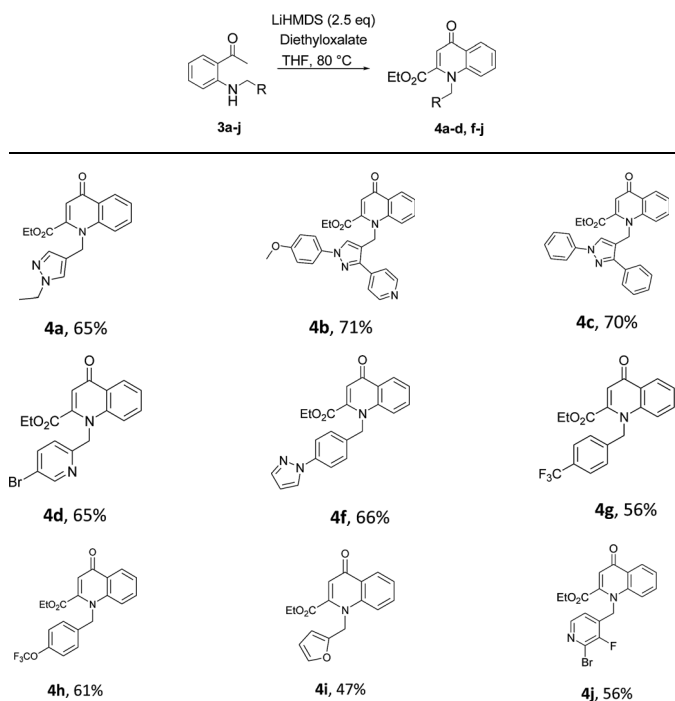 LiHMDS (2.5 eq)
Diethyloxalate
THF, 80 °C
O
N
H
R
3a-j
O
EtO₂C
N
R
4a-d, f-j
O
EtO₂C
N
N
N
4a, 65%
O
EtO₂C
N
O
N
N
N
4b, 71%
O
EtO₂C
N
N
N
4c, 70%
O
EtO₂C
N
Br
N
4d, 65%
O
EtO₂C
N
N
N
4f, 66%
O
EtO₂C
N
F₃C
4g, 56%
O
EtO₂C
N
F₃CO
4h, 61%
O
EtO₂C
N
O
4i, 47%
O
EtO₂C
N
N
F
Br
4j, 56%